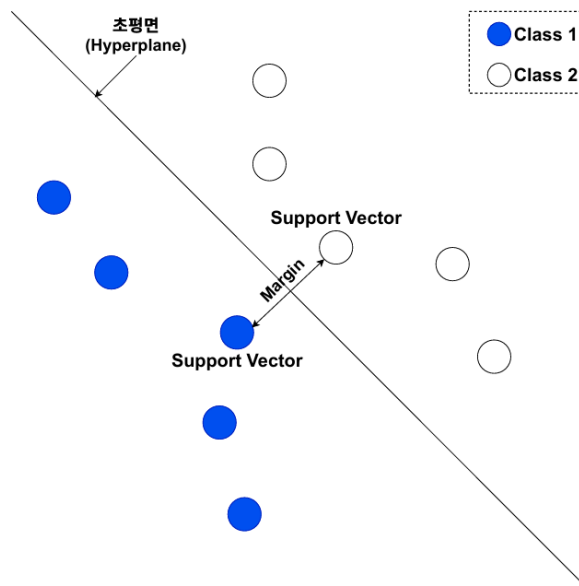 초평면
(Hyperplane)
Class 1
Class 2
Support Vector
Margin
Support Vector